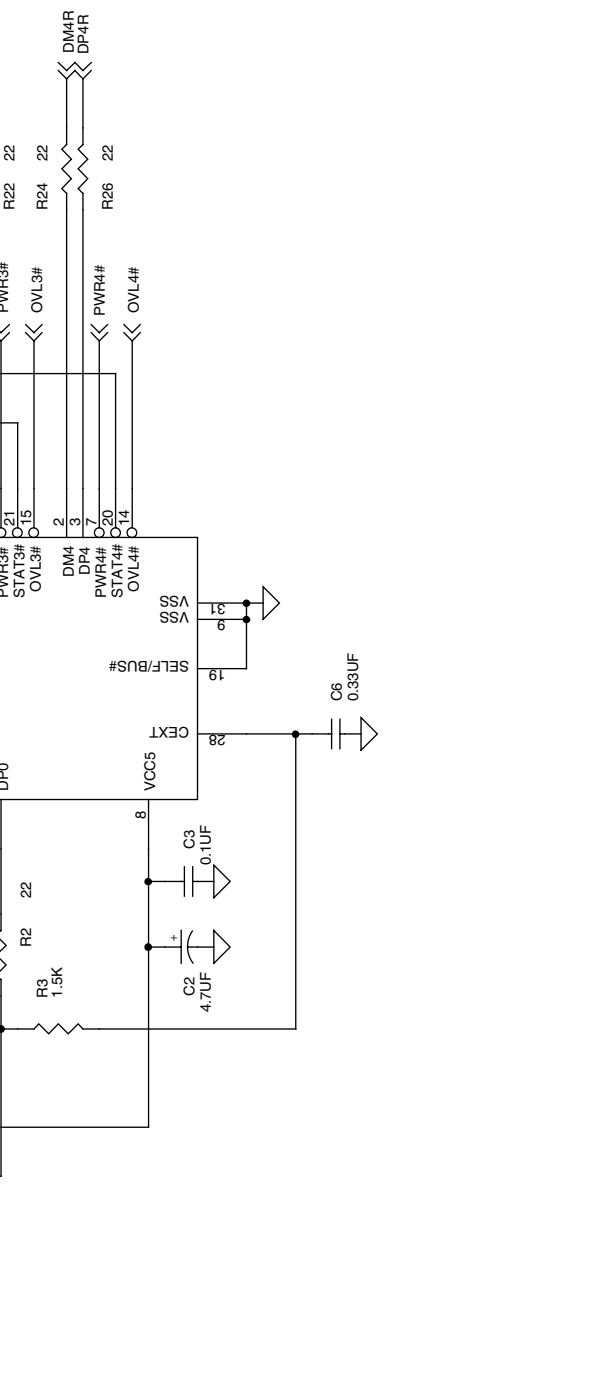 DM4R
DP4R
22
22
22
R22
R24
R26
PWR3#
OVL3#
PWR4#
OVL4#
21
15
2
3
7
20
14
PWR3#
STAT3#
OVL3#
DM4
DP4
PWR4#
STAT4#
OVL4#
VSS
VSS
31
9
SELF/BUS#
19
CEXT
28
C6
0.33UF
DP0
VCC5
8
C3
0.1UF
22
R2
R3
1.5K
+
C2
4.7UF